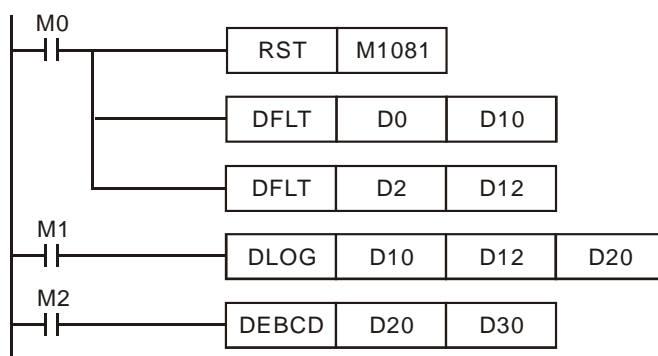 M0
RST M1081
DFLT D0 D10
DFLT D2 D12
M1
DLOG D10 D12 D20
M2
DEBCD D20 D30